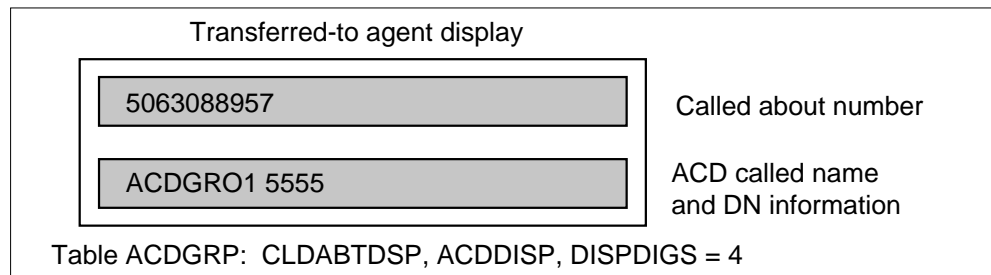 Transferred-to agent display
5063088957
Called about number
ACDGRO1 5555
ACD called name
and DN information
Table ACDGRP: CLDABTDSP, ACDDISP, DISPDIGS = 4